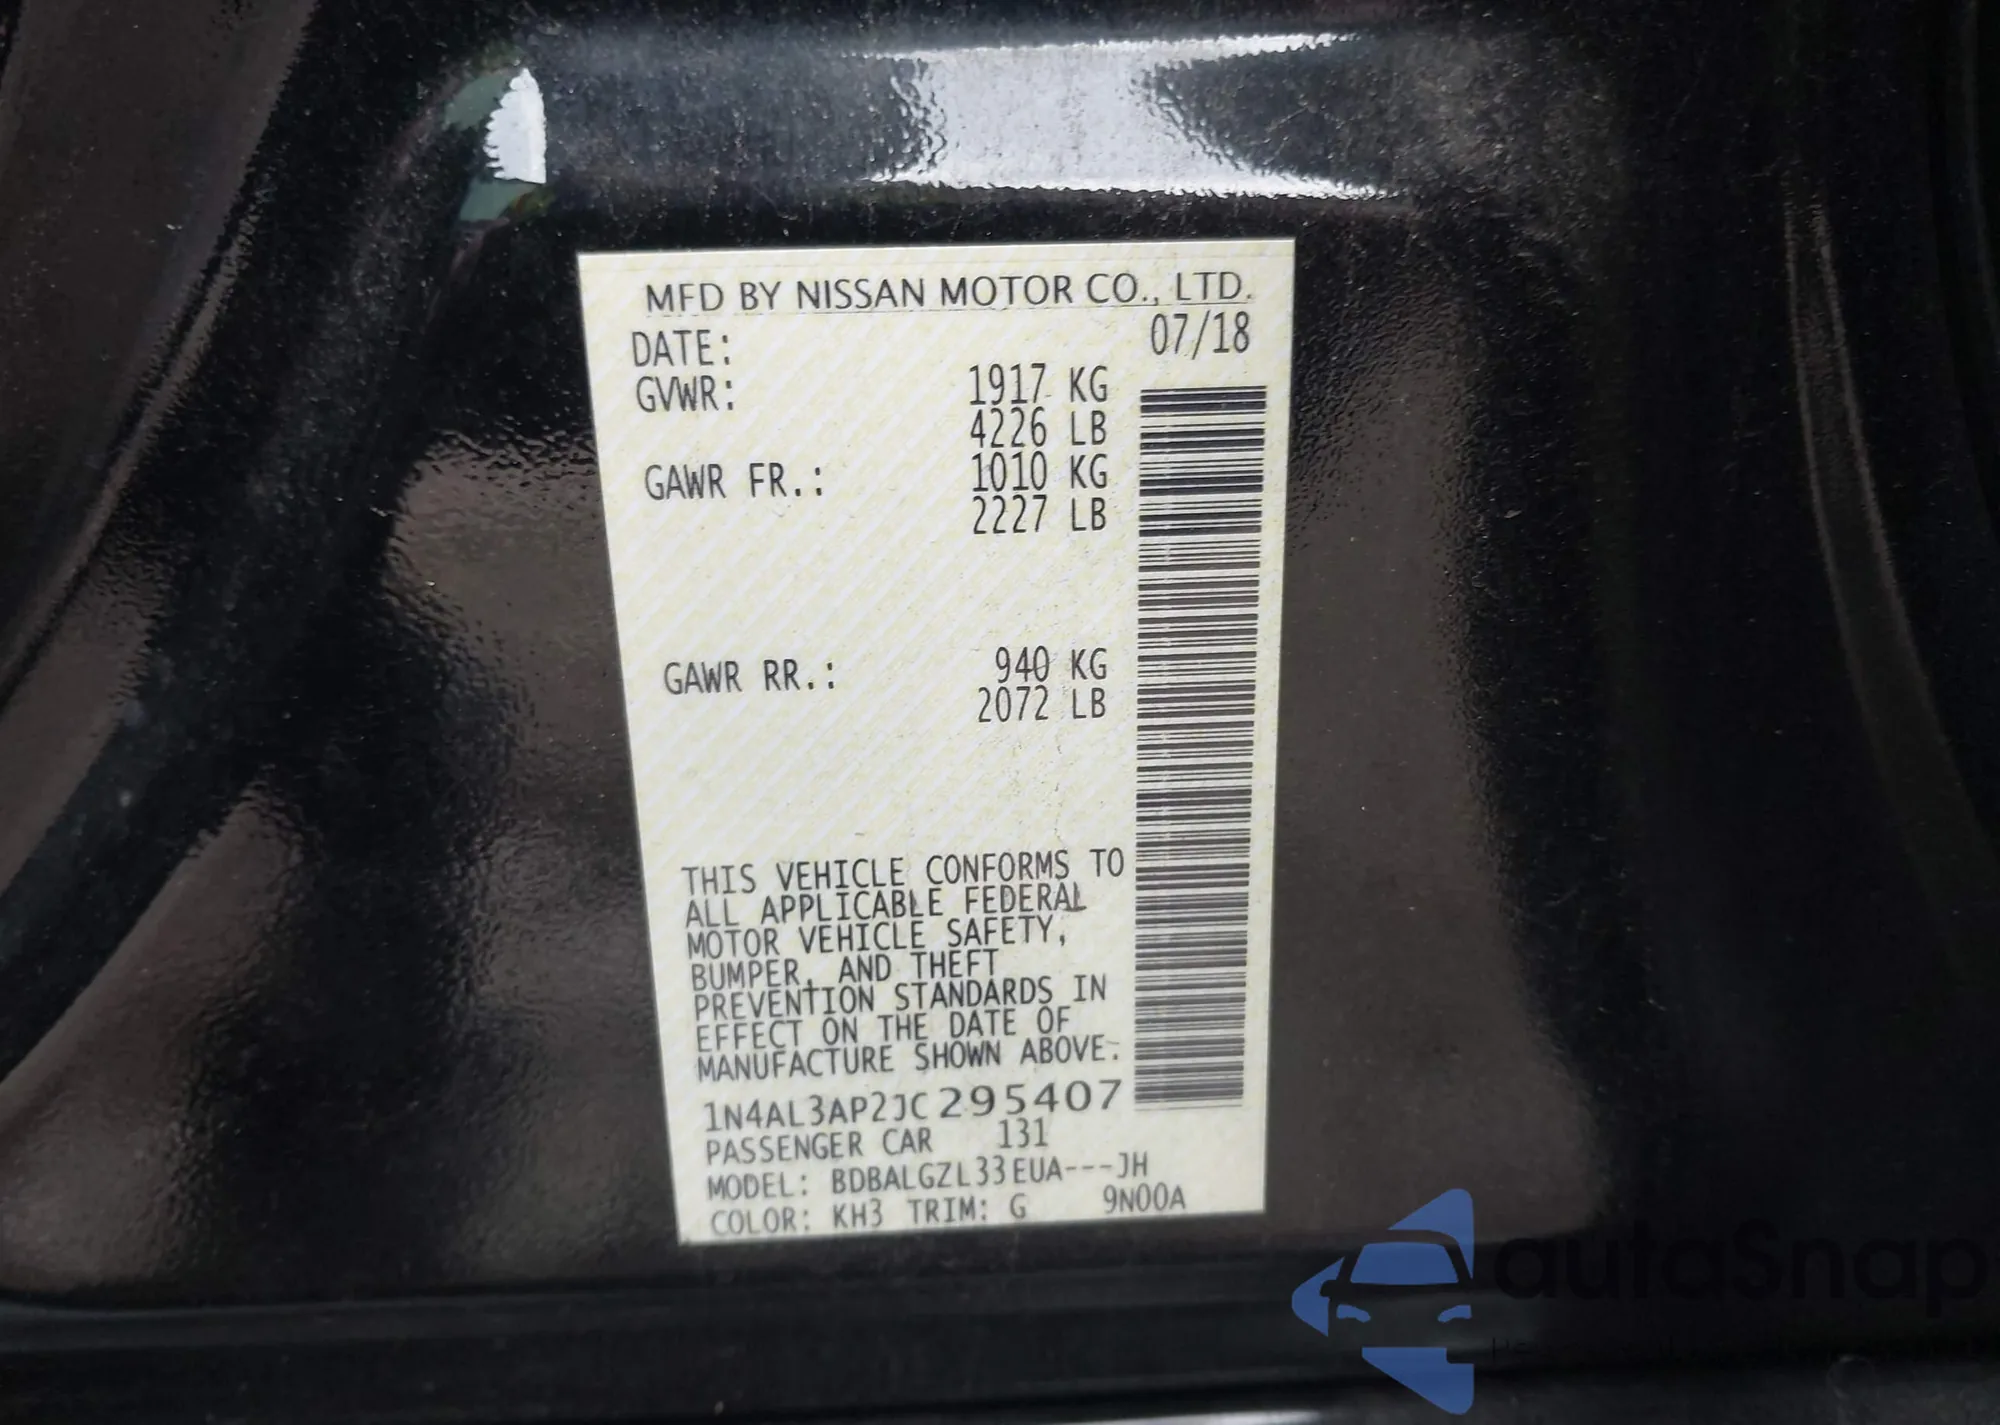 MFD BY NISSAN MOTOR CO., LTD.
DATE: 07/18
GVWR: 1917 KG
4226 LB
GAWR FR.: 1010 KG
2227 LB
GAWR RR.: 940 KG
2072 LB
THIS VEHICLE CONFORMS TO
ALL APPLICABLE FEDERAL
MOTOR VEHICLE SAFETY,
BUMPER, AND THEFT
PREVENTION STANDARDS IN
EFFECT ON THE DATE OF
MANUFACTURE SHOWN ABOVE.
1N4AL3AP2JC295407
PASSENGER CAR 131
MODEL: BDBALGZL33EUA---JH
COLOR: KH3 TRIM: G 9N00A
autaSnap